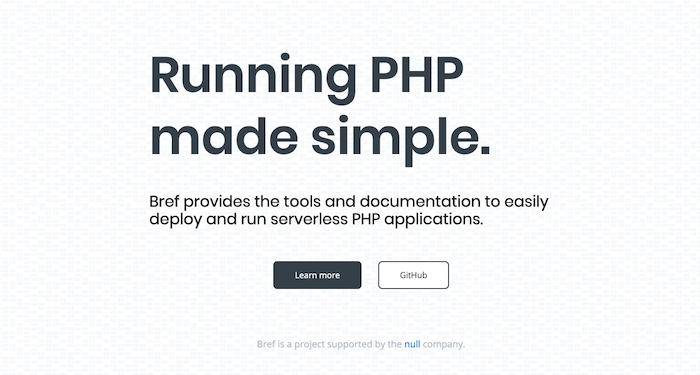 Running PHP
made simple.
Bref provides the tools and documentation to easily
deploy and run serverless PHP applications.
Learn more
GitHub
Bref is a project supported by the null company.